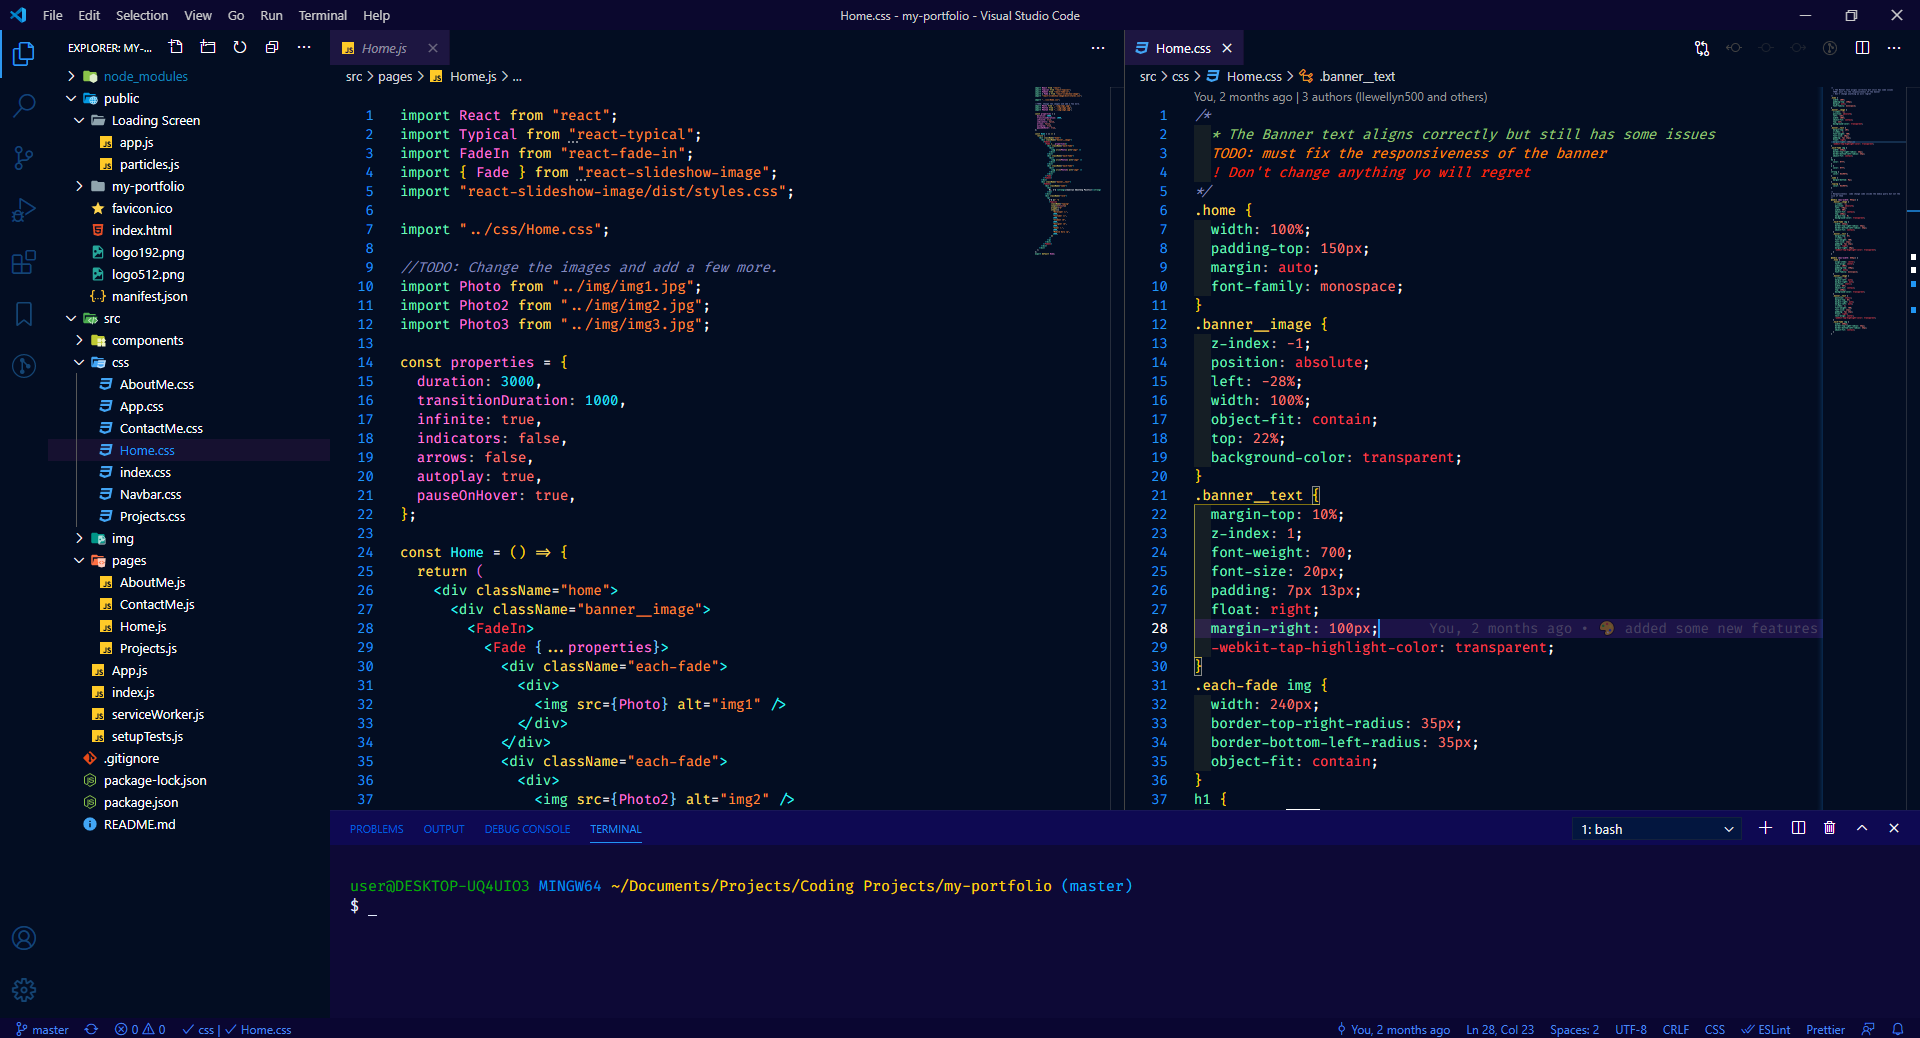 File Edit Selection View Go Run Terminal Help
Home.css - my-portfolio - Visual Studio Code
EXPLORER: MY-...
node_modules
public
Loading Screen
app.js
particles.js
my-portfolio
favicon.ico
index.html
logo192.png
logo512.png
manifest.json
src
components
css
AboutMe.css
App.css
ContactMe.css
Home.css
index.css
Navbar.css
Projects.css
img
pages
AboutMe.js
ContactMe.js
Home.js
Projects.js
App.js
index.js
serviceWorker.js
setupTests.js
.gitignore
package-lock.json
package.json
README.md
Home.js
src > pages > Home.js > ...
1 import React from "react";
2 import Typical from "react-typical";
3 import FadeIn from "react-fade-in";
4 import { Fade } from "react-slideshow-image";
5 import "react-slideshow-image/dist/styles.css";
6
7 import "../css/Home.css";
8
9 //TODO: Change the images and add a few more.
10 import Photo from "../img/img1.jpg";
11 import Photo2 from "../img/img2.jpg";
12 import Photo3 from "../img/img3.jpg";
13
14 const properties = {
15 duration: 3000,
16 transitionDuration: 1000,
17 infinite: true,
18 indicators: false,
19 arrows: false,
20 autoplay: true,
21 pauseOnHover: true,
22 };
23
24 const Home = () => {
25 return (
26 <div className="home">
27 <div className="banner__image">
28 <FadeIn>
29 <Fade {...properties}>
30 <div className="each-fade">
31 <div>
32 <img src={Photo} alt="img1" />
33 </div>
34 </div>
35 <div className="each-fade">
36 <div>
37 <img src={Photo2} alt="img2" />
Home.css
src > css > Home.css > .banner__text
You, 2 months ago | 3 authors (llewellyn500 and others)
1 /*
2 * The Banner text aligns correctly but still has some issues
3 TODO: must fix the responsiveness of the banner
4 ! Don't change anything yo will regret
5 */
6 .home {
7 width: 100%;
8 padding-top: 150px;
9 margin: auto;
10 font-family: monospace;
11 }
12 .banner__image {
13 z-index: -1;
14 position: absolute;
15 left: -28%;
16 width: 100%;
17 object-fit: contain;
18 top: 22%;
19 background-color: transparent;
20 }
21 .banner__text {
22 margin-top: 10%;
23 z-index: 1;
24 font-weight: 700;
25 font-size: 20px;
26 padding: 7px 13px;
27 float: right;
28 margin-right: 100px; You, 2 months ago • 🎨 added some new features
29 -webkit-tap-highlight-color: transparent;
30 }
31 .each-fade img {
32 width: 240px;
33 border-top-right-radius: 35px;
34 border-bottom-left-radius: 35px;
35 object-fit: contain;
36 }
37 h1 {
PROBLEMS OUTPUT DEBUG CONSOLE TERMINAL
1: bash
user@DESKTOP-UQ4UIO3 MINGW64 ~/Documents/Projects/Coding Projects/my-portfolio (master)
$ _
master 0 0 css | Home.css
You, 2 months ago Ln 28, Col 23 Spaces: 2 UTF-8 CRLF CSS ESLint Prettier